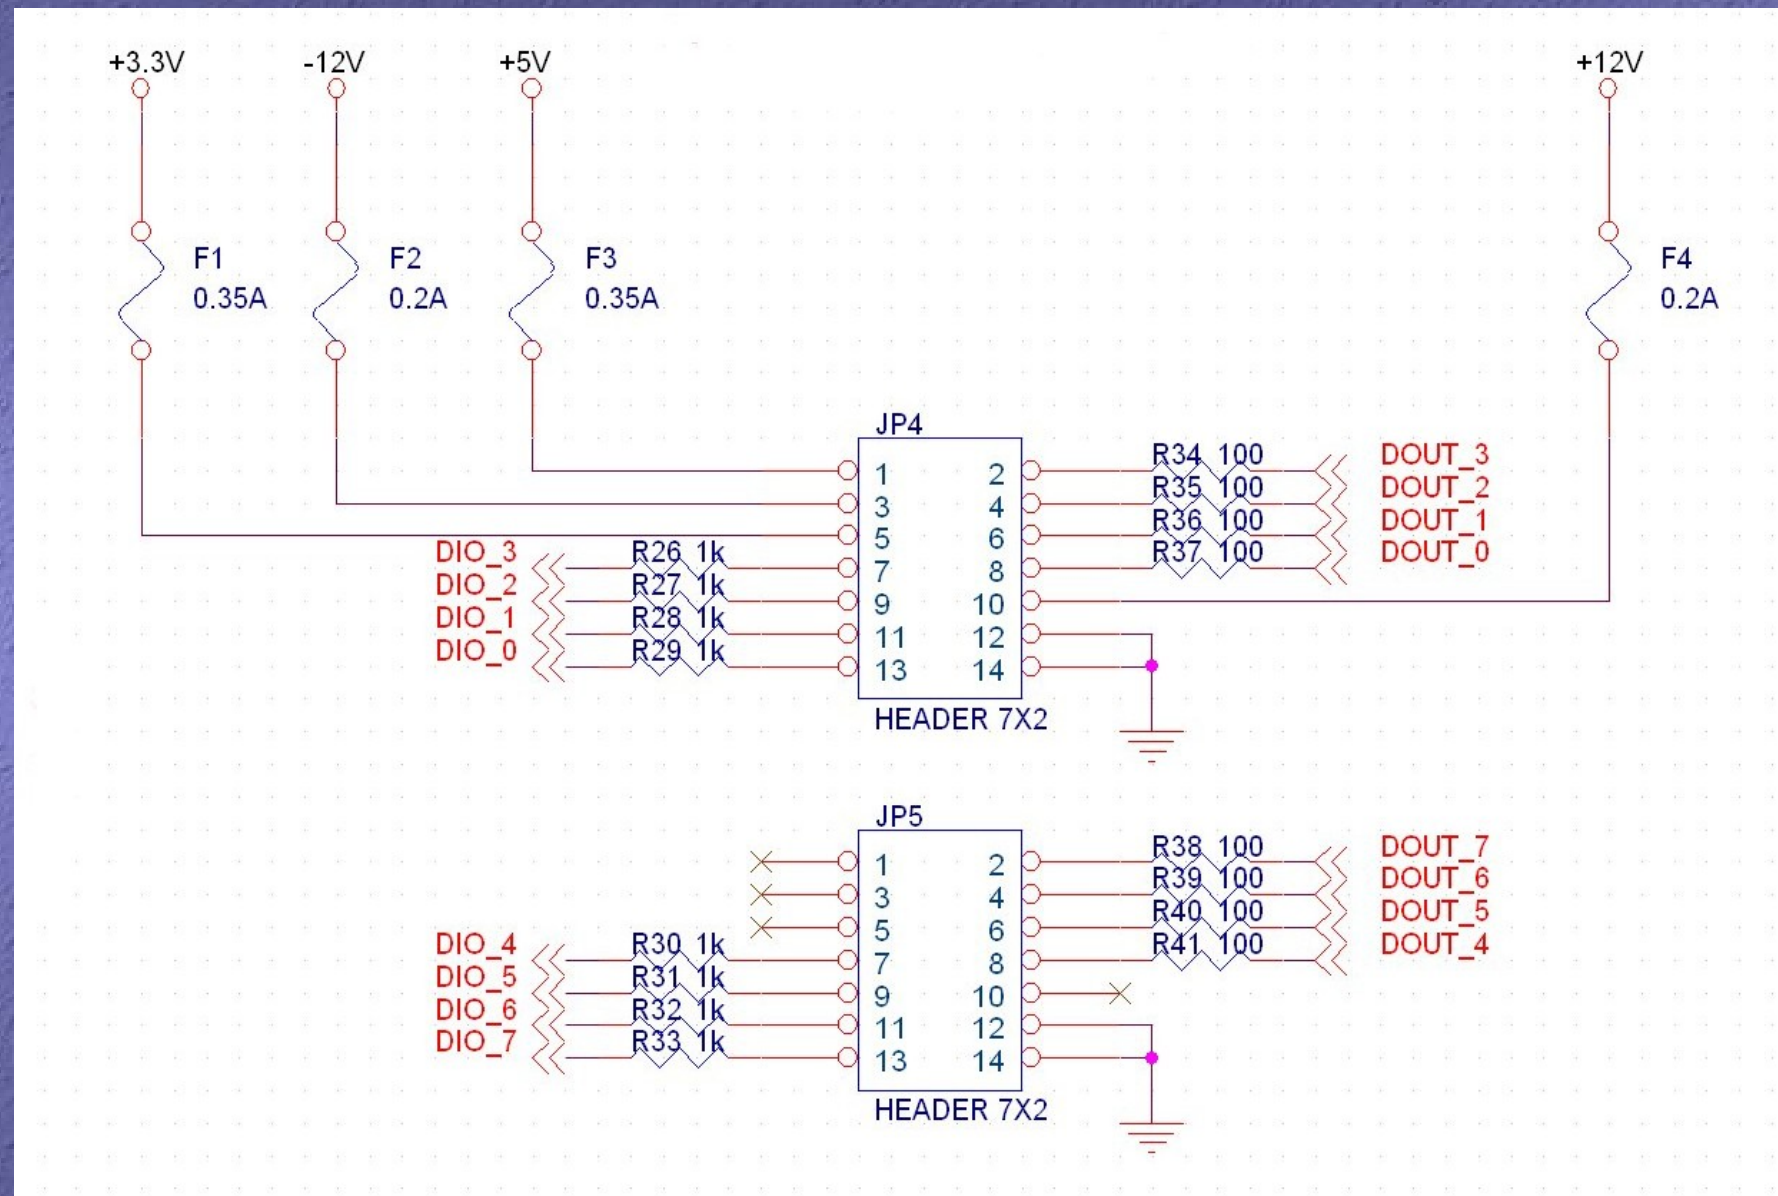 +3.3V -12V +5V +12V
F1 F2 F3 F4
0.35A 0.2A 0.35A 0.2A
JP4
R34 100 DOUT_3
1 2
R35 100 DOUT_2
3 4
R36 100 DOUT_1
5 6
DIO_3 R26 1k R37 100 DOUT_0
7 8
DIO_2 R27 1k
9 10
DIO_1 R28 1k
11 12
DIO_0 R29 1k
13 14
HEADER 7X2
JP5
R38 100 DOUT_7
1 2
R39 100 DOUT_6
3 4
R40 100 DOUT_5
5 6
DIO_4 R30 1k R41 100 DOUT_4
7 8
DIO_5 R31 1k
9 10
DIO_6 R32 1k
11 12
DIO_7 R33 1k
13 14
HEADER 7X2